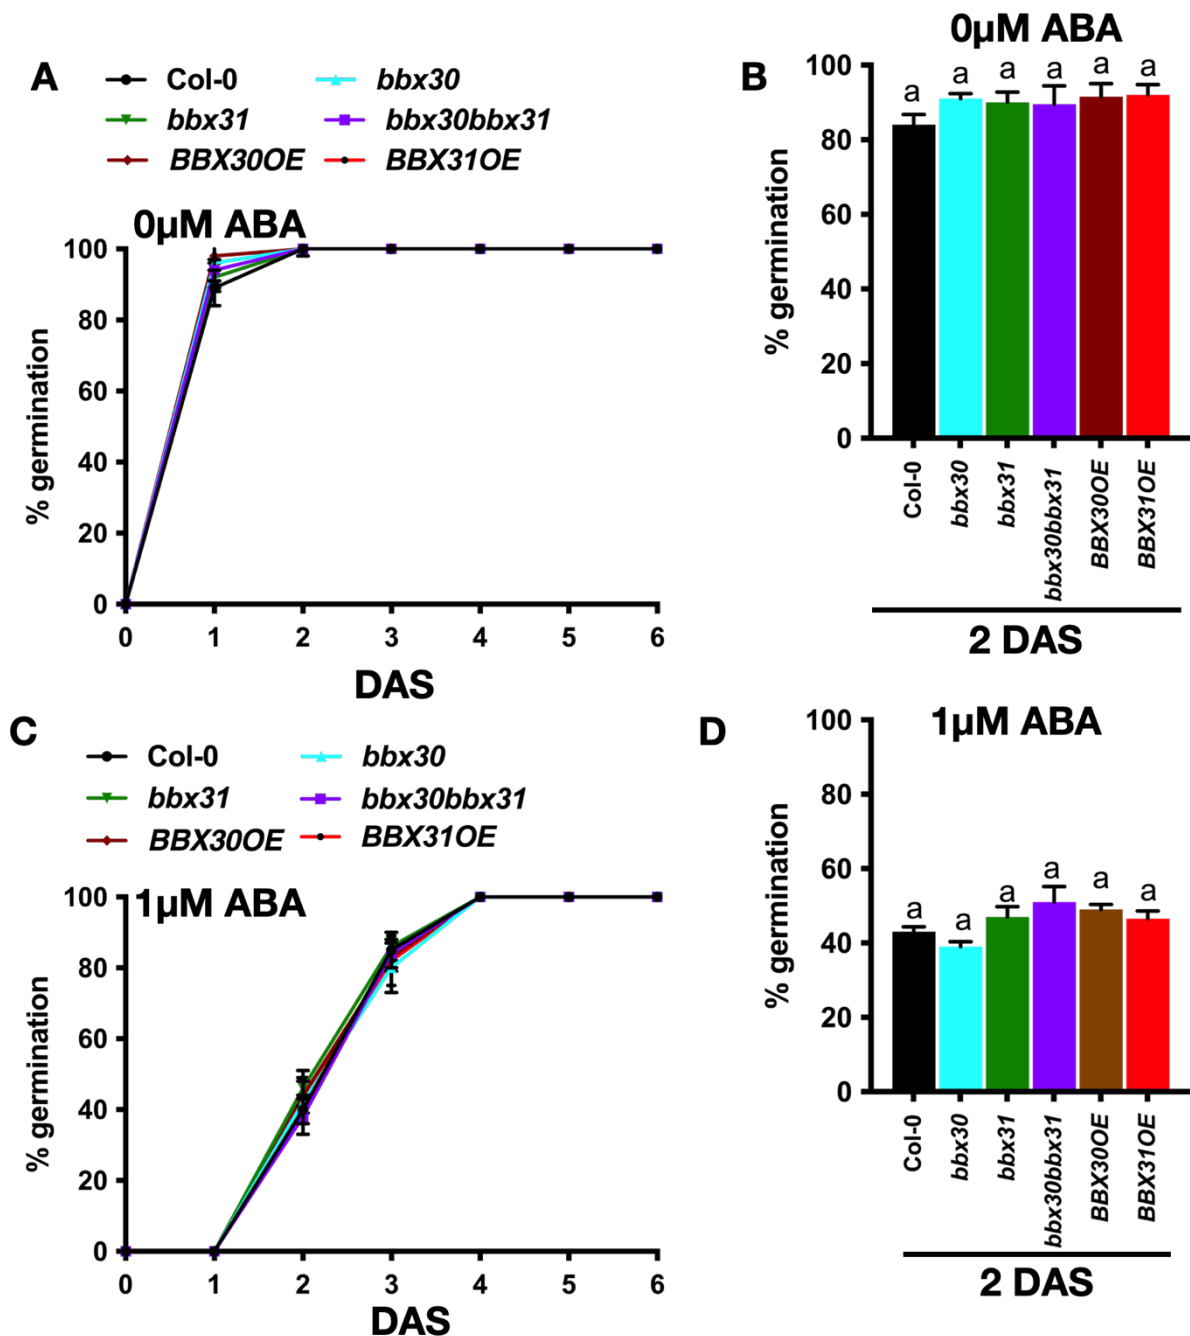 A
Col-0
bbx30
bbx31
bbx30bbx31
BBX30OE
BBX31OE
0µM ABA
% germination
100
80
60
40
20
0
0 1 2 3 4 5 6
DAS
B
0µM ABA
% germination
100
80
60
40
20
0
a a a a a a
Col-0
bbx30
bbx31
bbx30bbx31
BBX30OE
BBX31OE
2 DAS
C
Col-0
bbx30
bbx31
bbx30bbx31
BBX30OE
BBX31OE
1µM ABA
% germination
100
80
60
40
20
0
0 1 2 3 4 5 6
DAS
D
1µM ABA
% germination
100
80
60
40
20
0
a a a a a a
Col-0
bbx30
bbx31
bbx30bbx31
BBX30OE
BBX31OE
2 DAS